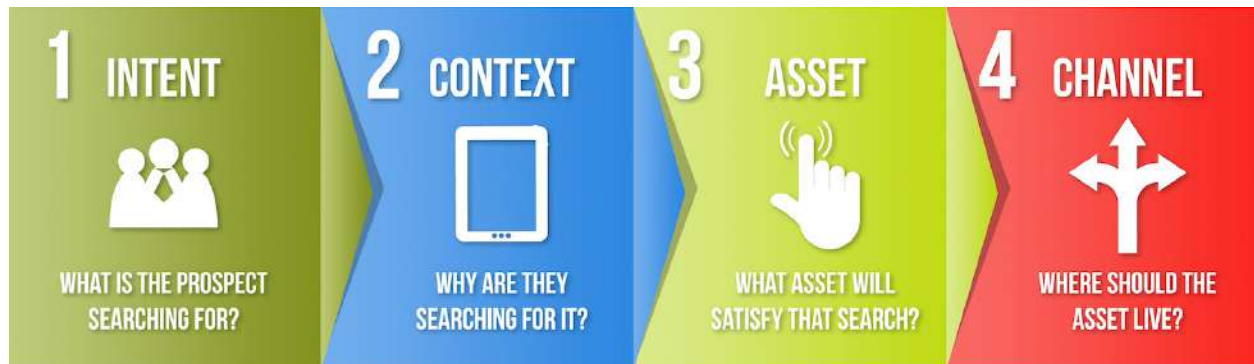 1 INTENT
WHAT IS THE PROSPECT
SEARCHING FOR?
2 CONTEXT
WHY ARE THEY
SEARCHING FOR IT?
3 ASSET
WHAT ASSET WILL
SATISFY THAT SEARCH?
4 CHANNEL
WHERE SHOULD THE
ASSET LIVE?